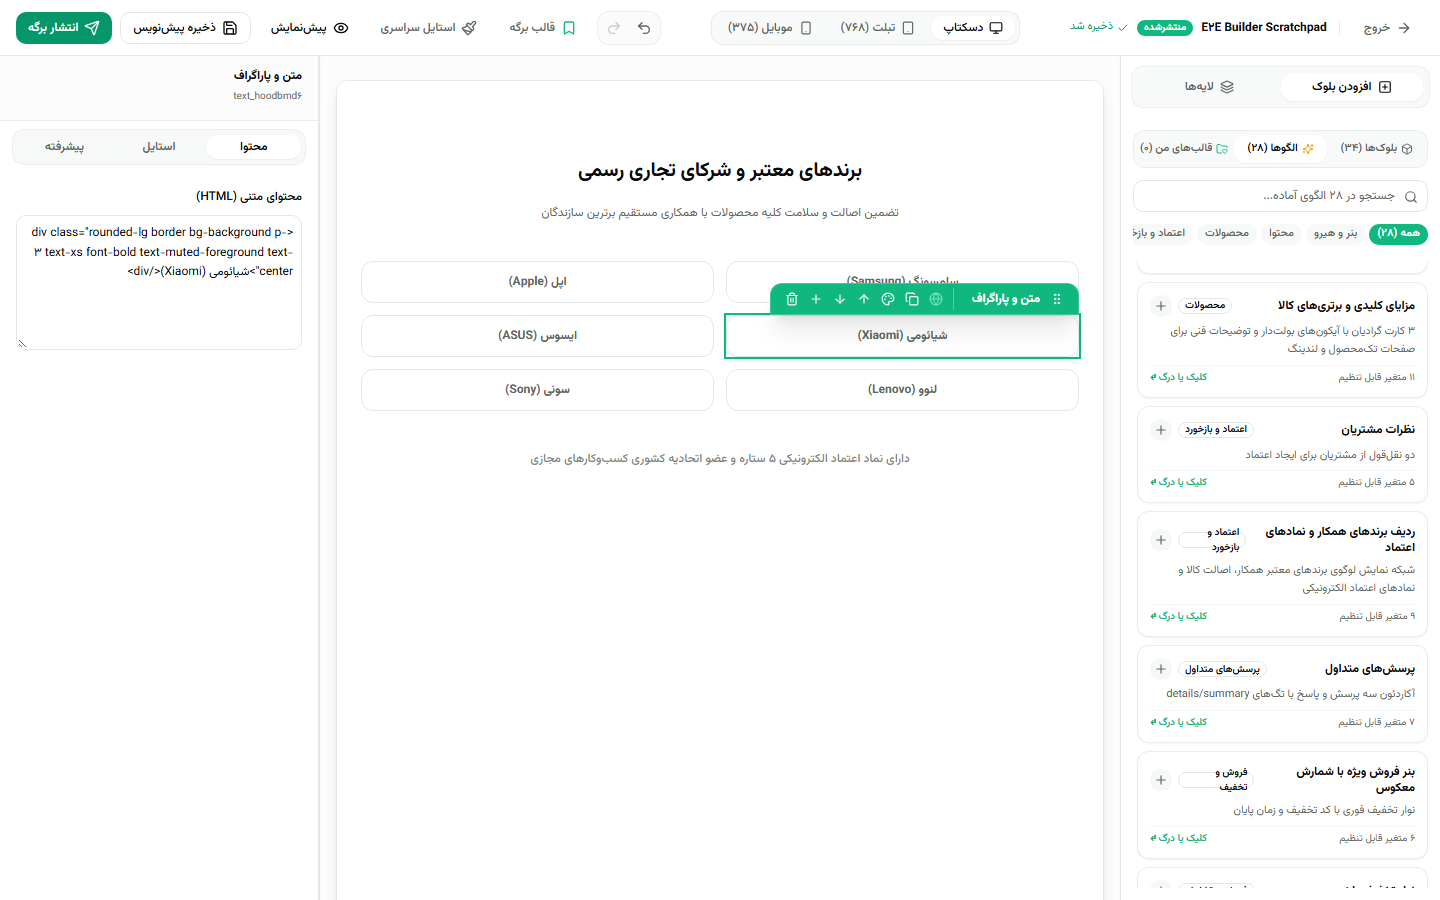 خروج
E۲E Builder Scratchpad
منتشرشده
ذخیره شد
دسکتاپ
تبلت (۷۶۸)
موبایل (۳۷۵)
قالب برگه
استایل سراسری
پیش‌نمایش
ذخیره پیش‌نویس
انتشار برگه
افزودن بلوک
لایه‌ها
بلوک‌ها (۳۴)
الگوها (۲۸)
قالب‌های من (۰)
جستجو در ۲۸ الگوی آماده...
همه (۲۸)
بنر و هیرو
محتوا
محصولات
اعتماد و بازخ
مزایای کلیدی و برتری‌های کالا
محصولات
۳ کارت گرادیان با آیکون‌های بولت‌دار و توضیحات فنی برای
صفحات تک‌محصول و لندینگ
۱۱ متغیر قابل تنظیم
کلیک یا درگ
نظرات مشتریان
اعتماد و بازخورد
دو نقل‌قول از مشتریان برای ایجاد اعتماد
۵ متغیر قابل تنظیم
کلیک یا درگ
ردیف برندهای همکار و نمادهای
اعتماد
اعتماد و
بازخورد
شبکه نمایش لوگوی برندهای معتبر همکار، اصالت کالا و
نمادهای اعتماد الکترونیکی
۹ متغیر قابل تنظیم
کلیک یا درگ
پرسش‌های متداول
پرسش‌های متداول
آکاردئون سه پرسش و پاسخ با تگ‌های details/summary
۷ متغیر قابل تنظیم
کلیک یا درگ
بنر فروش ویژه با شمارش
معکوس
فروش و
تخفیف
نوار تخفیف فوری با کد تخفیف و زمان پایان
۶ متغیر قابل تنظیم
کلیک یا درگ
برندهای معتبر و شرکای تجاری رسمی
تضمین اصالت و سلامت کلیه محصولات با همکاری مستقیم برترین سازندگان
سامسونگ (Samsung)
اپل (Apple)
متن و پاراگراف
شیائومی (Xiaomi)
ایسوس (ASUS)
لنوو (Lenovo)
سونی (Sony)
دارای نماد اعتماد الکترونیکی ۵ ستاره و عضو اتحادیه کشوری کسب‌وکارهای مجازی
متن و پاراگراف
text_hoodbmd۶
محتوا
استایل
پیشرفته
محتوای متنی (HTML)
<div class="rounded-lg border bg-background p-
۳ text-xs font-bold text-muted-foreground text-
center">شیائومی (Xiaomi)</div>